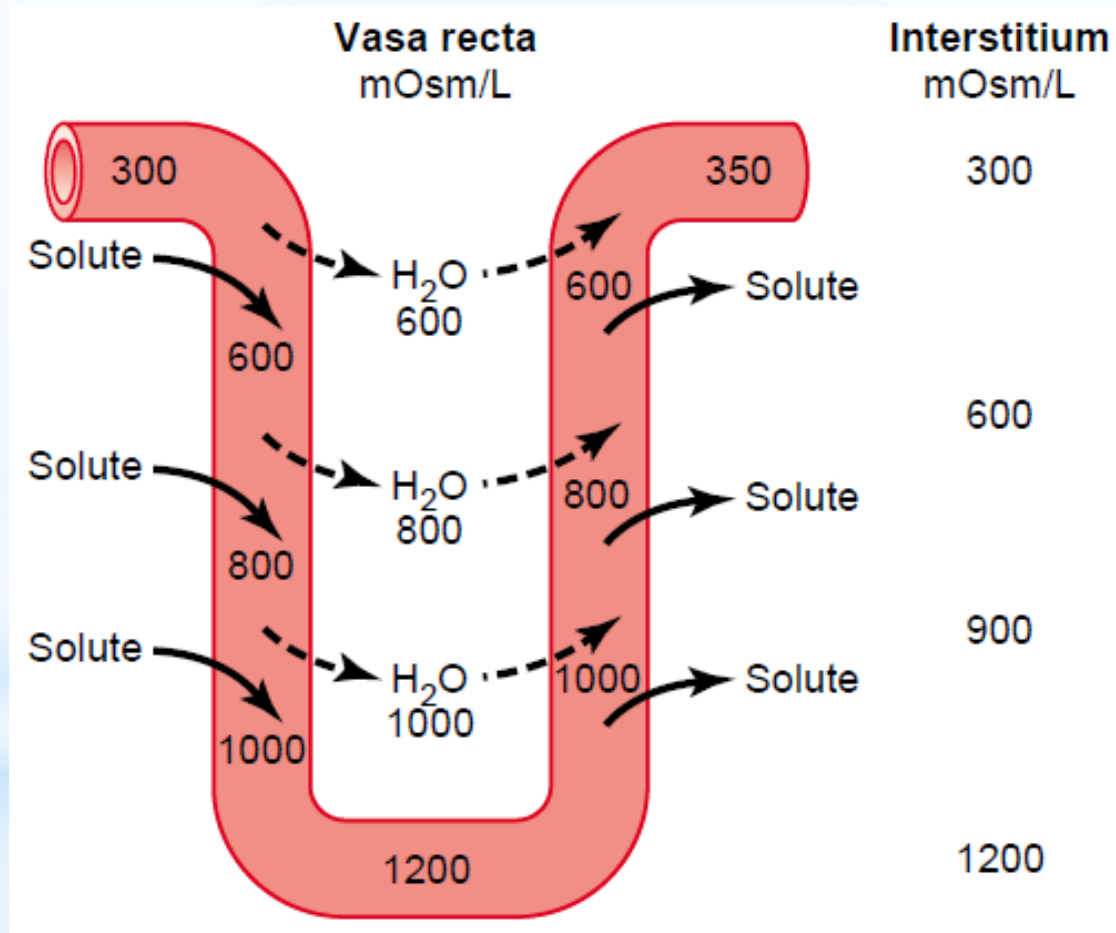 Vasa recta
mOsm/L
Interstitium
mOsm/L
300
350
300
Solute
H₂O
600
600
Solute
600
600
Solute
H₂O
800
800
Solute
800
900
Solute
H₂O
1000
1000
Solute
1000
1200
1200